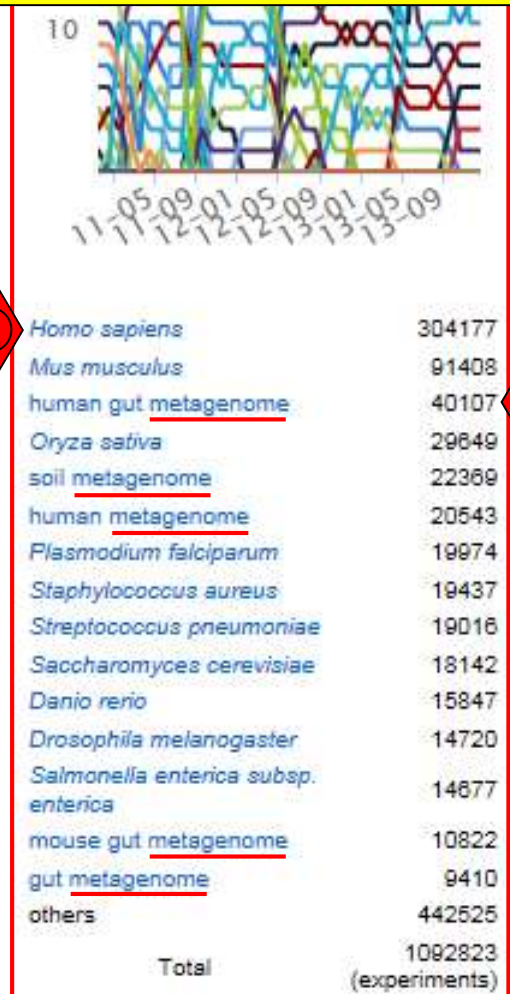 10
11-05
11-09
12-01
12-05
12-09
13-01
13-05
13-09
Homo sapiens 304177
Mus musculus 91408
human gut metagenome 40107
Oryza sativa 29649
soil metagenome 22369
human metagenome 20543
Plasmodium falciparum 19974
Staphylococcus aureus 19437
Streptococcus pneumoniae 19016
Saccharomyces cerevisiae 18142
Danio rerio 15847
Drosophila melanogaster 14720
Salmonella enterica subsp.
enterica 14677
mouse gut metagenome 10822
gut metagenome 9410
others 442525
Total 1092823
(experiments)